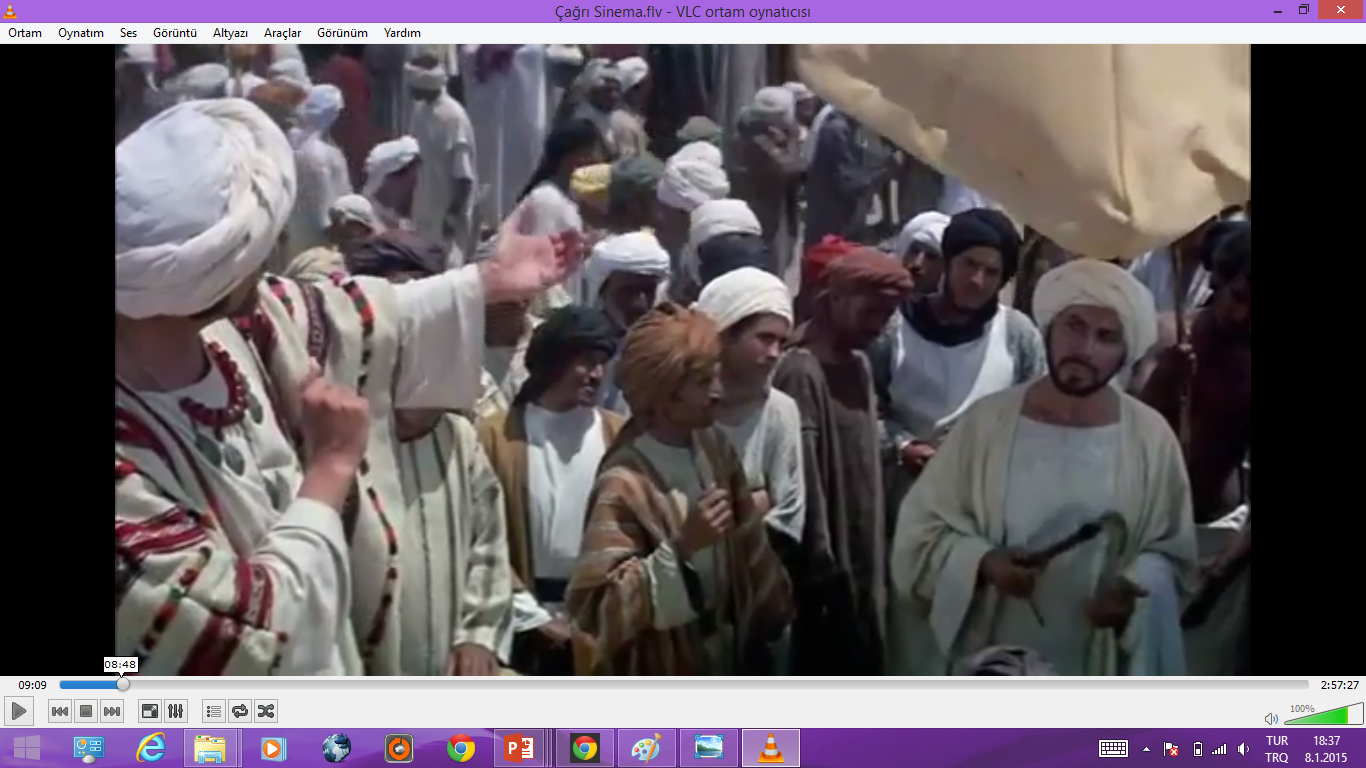 Çağrı Sinema.flv - VLC ortam oynatıcısı
Ortam Oynatım Ses Görüntü Altyazı Araçlar Görünüm Yardım
08:48
09:09 2:57:27
100%
TUR 18:37
TRQ 8.1.2015